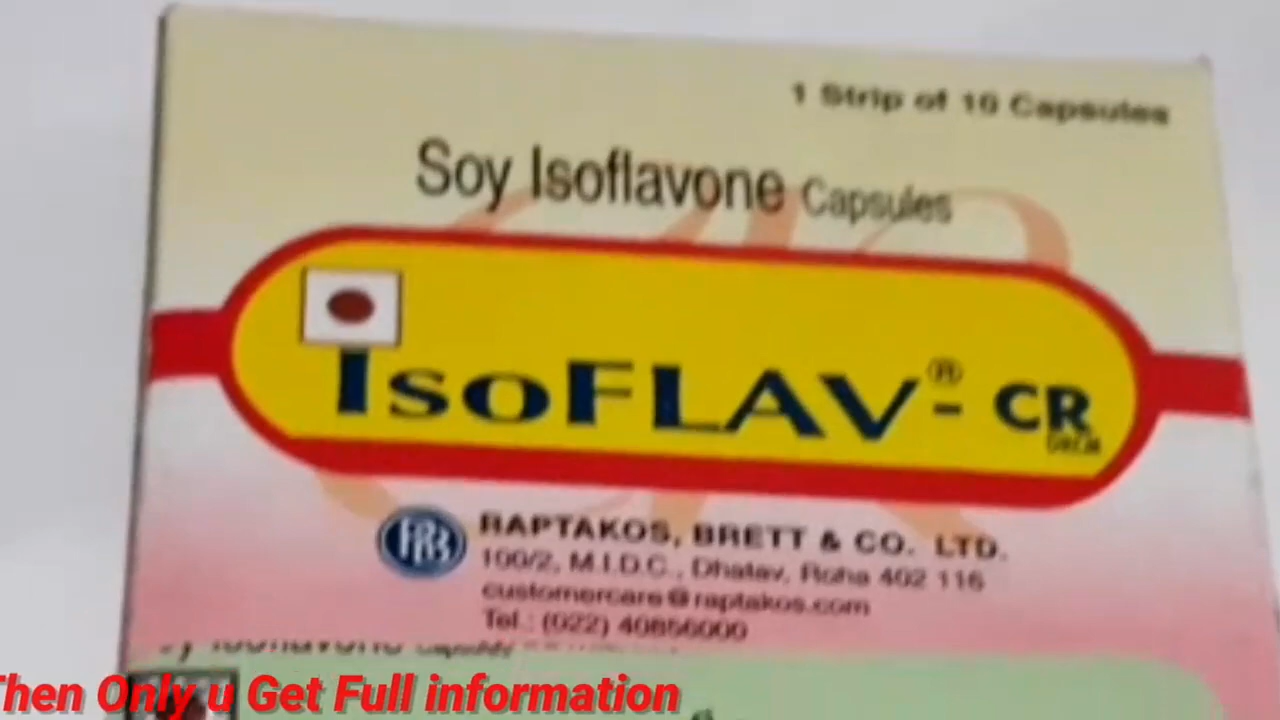 1 Strip of 10 Capsules
Soy Isoflavone Capsules
IsoFLAV® - CR
RAPTAKOS, BRETT & CO. LTD.
100/2, M.I.D.C., Dhatav, Roha 402 116
customercare@raptakos.com
Tel.: (022) 40856000
Then Only u Get Full information